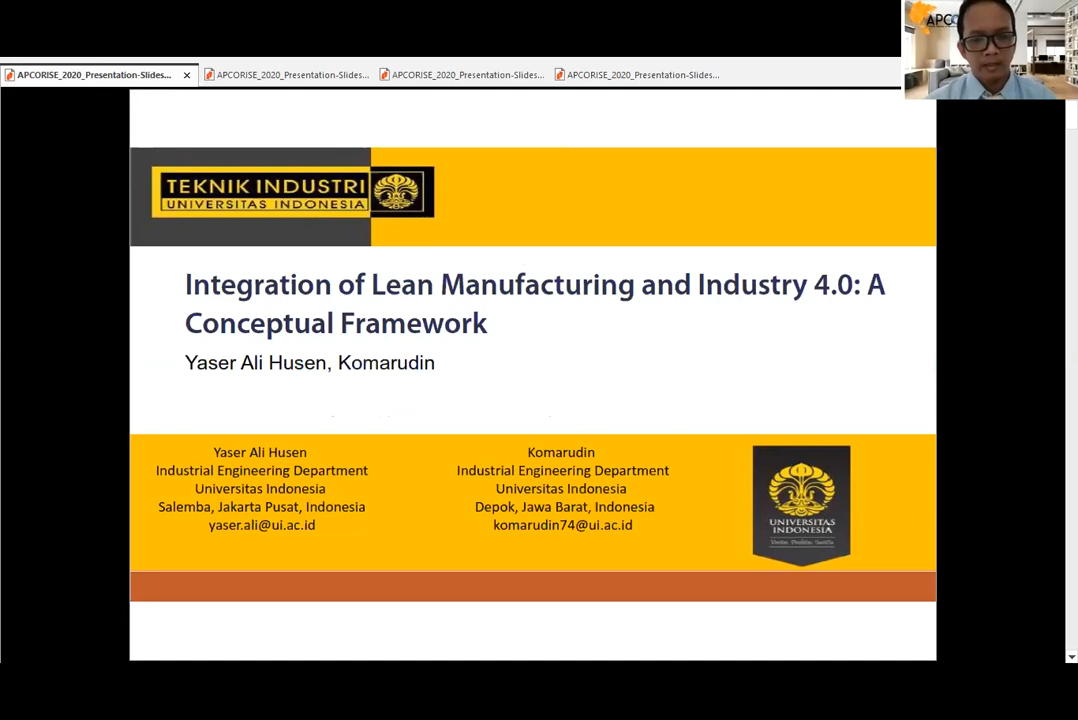 APCO
APCORISE_2020_Presentation-Slides...
APCORISE_2020_Presentation-Slides...
APCORISE_2020_Presentation-Slides...
APCORISE_2020_Presentation-Slides...
TEKNIK INDUSTRI
UNIVERSITAS INDONESIA
Integration of Lean Manufacturing and Industry 4.0: A
Conceptual Framework
Yaser Ali Husen, Komarudin
Yaser Ali Husen
Industrial Engineering Department
Universitas Indonesia
Salemba, Jakarta Pusat, Indonesia
yaser.ali@ui.ac.id
Komarudin
Industrial Engineering Department
Universitas Indonesia
Depok, Jawa Barat, Indonesia
komarudin74@ui.ac.id
UNIVERSITAS
INDONESIA